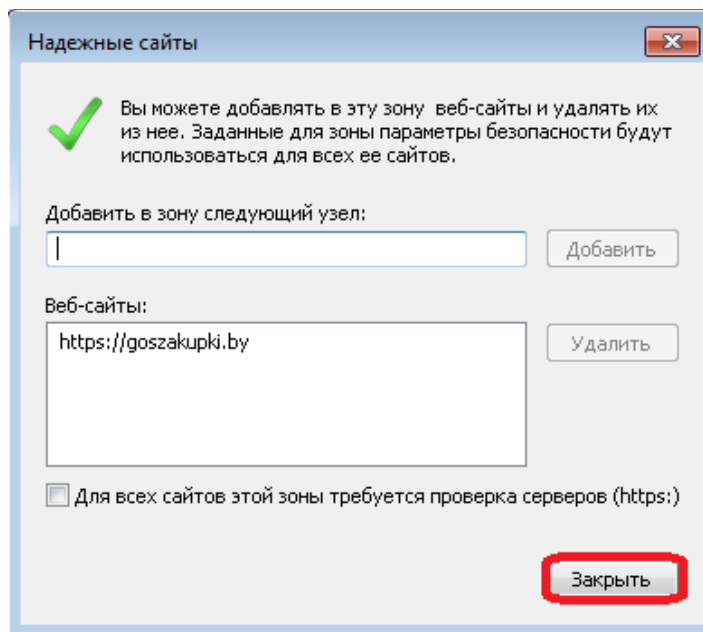 Надежные сайты
Вы можете добавлять в эту зону веб-сайты и удалять их
из нее. Заданные для зоны параметры безопасности будут
использоваться для всех ее сайтов.
Добавить в зону следующий узел:
Добавить
Веб-сайты:
https://goszakupki.by
Удалить
Для всех сайтов этой зоны требуется проверка серверов (https:)
Закрыть